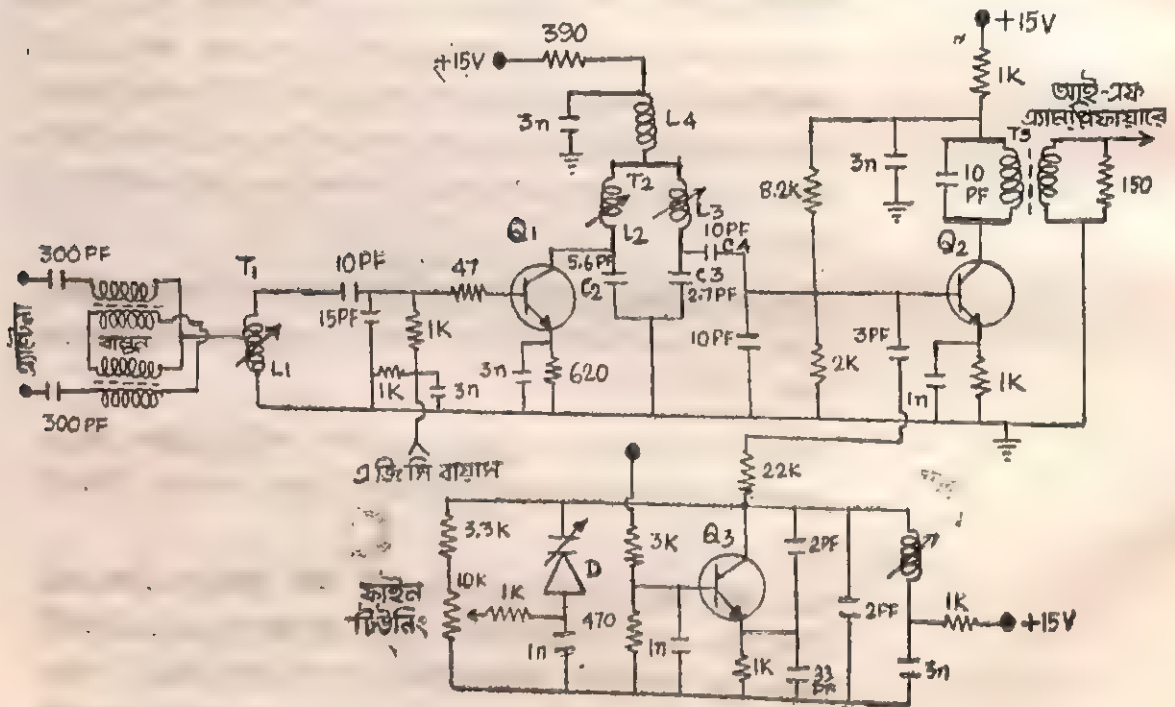 +15V
390
+15V
1K
আই-এফ
এ্যামপ্লিফায়ারে
3n
L4
T3
3n
10
PF
150
8.2K
T2
L3
L2
10PF
C4
Q1
Q2
300PF
T1
10PF
47
5.6PF
C2
C3
2.7PF
15PF
1K
এ্যান্টেনা
বালুন
L1
10PF
2K
3PF
1K
3n
3n
620
1n
1K
300PF
এ জি সি বায়াস
22K
3.3K
D
3K
Q3
2PF
ফাইন
টিউনিং
10K
1K
470
2PF
1K
+15V
1n
1n
1K
33
PF
3n